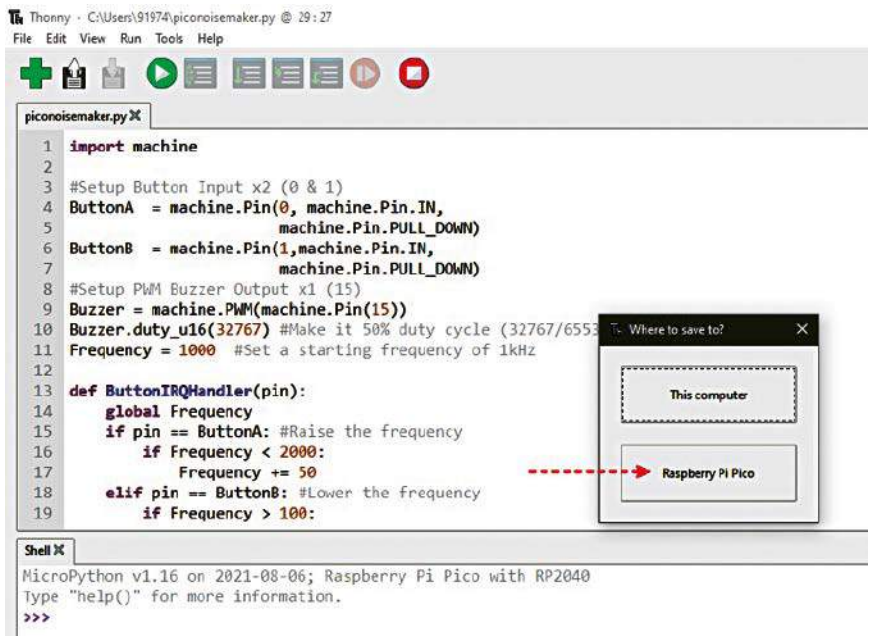 Thonny - C:\Users\91974\piconoisemaker.py @ 29 : 27
File Edit View Run Tools Help
piconoisemaker.py
1 import machine
2
3 #Setup Button Input x2 (0 & 1)
4 ButtonA  = machine.Pin(0, machine.Pin.IN,
5                       machine.Pin.PULL_DOWN)
6 ButtonB  = machine.Pin(1,machine.Pin.IN,
7                       machine.Pin.PULL_DOWN)
8 #Setup PWM Buzzer Output x1 (15)
9 Buzzer = machine.PWM(machine.Pin(15))
10 Buzzer.duty_u16(32767) #Make it 50% duty cycle (32767/6553
11 Frequency = 1000  #Set a starting frequency of 1kHz
12
13 def ButtonIRQHandler(pin):
14     global Frequency
15     if pin == ButtonA: #Raise the frequency
16         if Frequency < 2000:
17             Frequency += 50
18     elif pin == ButtonB: #Lower the frequency
19         if Frequency > 100:
Where to save to?
This computer
Raspberry Pi Pico
Shell
MicroPython v1.16 on 2021-08-06; Raspberry Pi Pico with RP2040
Type "help()" for more information.
>>>